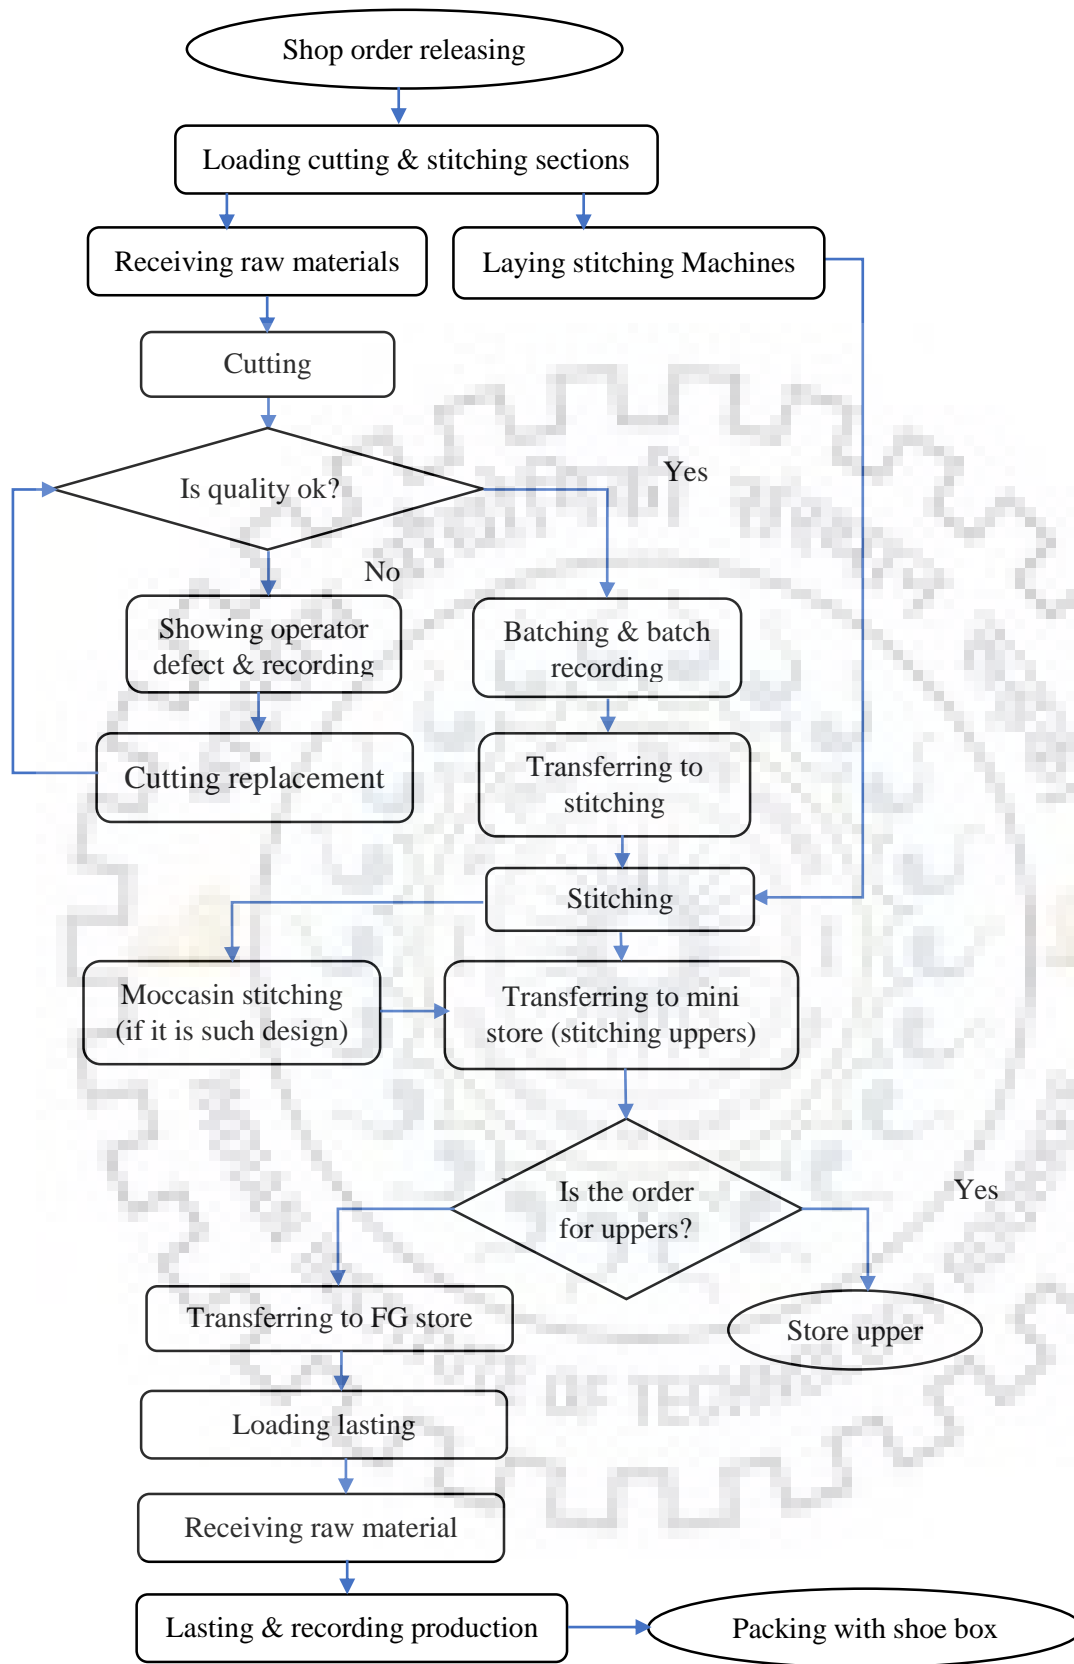 Shop order releasing
Loading cutting & stitching sections
Receiving raw materials
Laying stitching Machines
Cutting
Is quality ok?
Yes
No
Showing operator
defect & recording
Batching & batch
recording
Cutting replacement
Transferring to
stitching
Stitching
Moccasin stitching
(if it is such design)
Transferring to mini
store (stitching uppers)
Is the order
for uppers?
Yes
Transferring to FG store
Store upper
Loading lasting
Receiving raw material
Lasting & recording production
Packing with shoe box